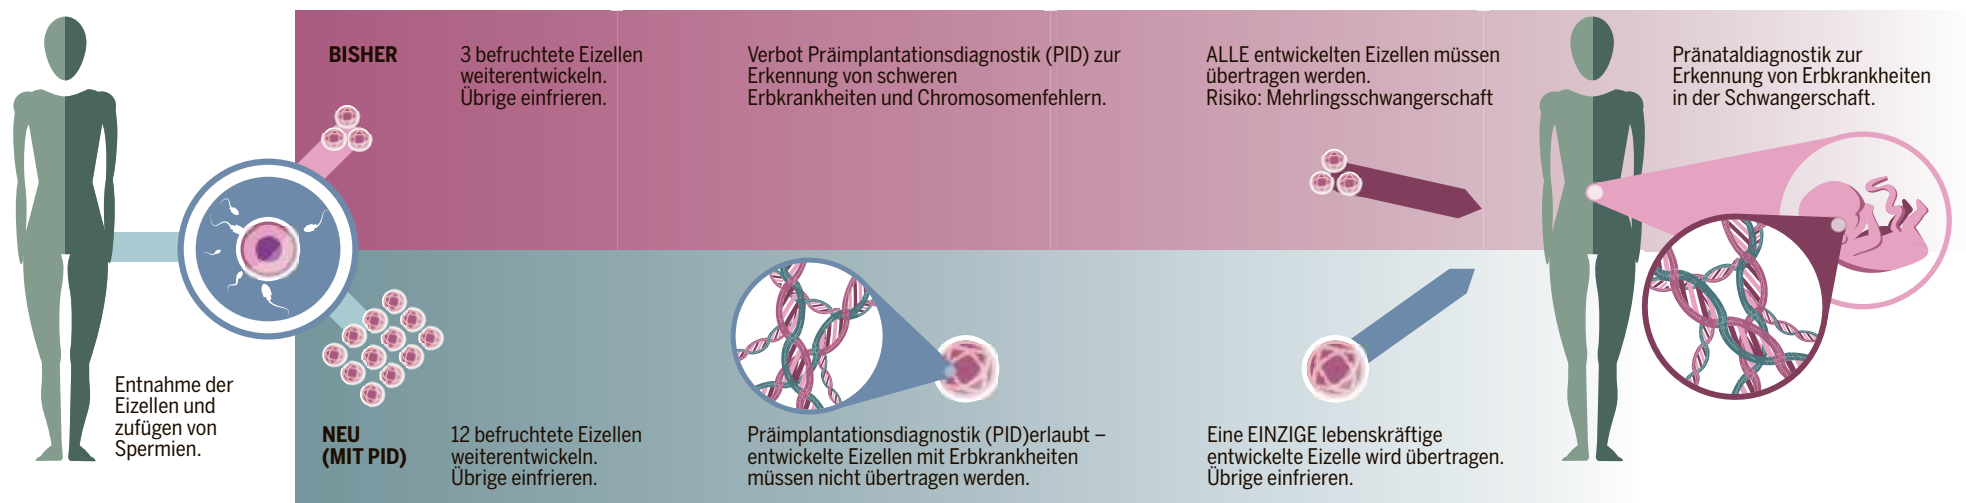 Entnahme der
Eizellen und
zufügen von
Spermien.
BISHER
3 befruchtete Eizellen
weiterentwickeln.
Übrige einfrieren.
Verbot Präimplantationsdiagnostik (PID) zur
Erkennung von schweren
Erbkrankheiten und Chromosomenfehlern.
ALLE entwickelten Eizellen müssen
übertragen werden.
Risiko: Mehrlingsschwangerschaft
Pränataldiagnostik zur
Erkennung von Erbkrankheiten
in der Schwangerschaft.
NEU
(MIT PID)
12 befruchtete Eizellen
weiterentwickeln.
Übrige einfrieren.
Präimplantationsdiagnostik (PID)erlaubt –
entwickelte Eizellen mit Erbkrankheiten
müssen nicht übertragen werden.
Eine EINZIGE lebenskräftige
entwickelte Eizelle wird übertragen.
Übrige einfrieren.